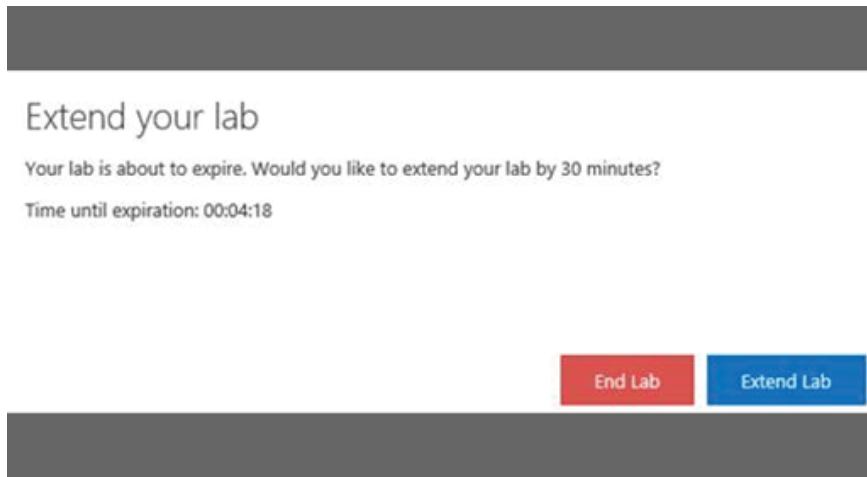 Extend your lab
Your lab is about to expire. Would you like to extend your lab by 30 minutes?
Time until expiration: 00:04:18
End Lab
Extend Lab